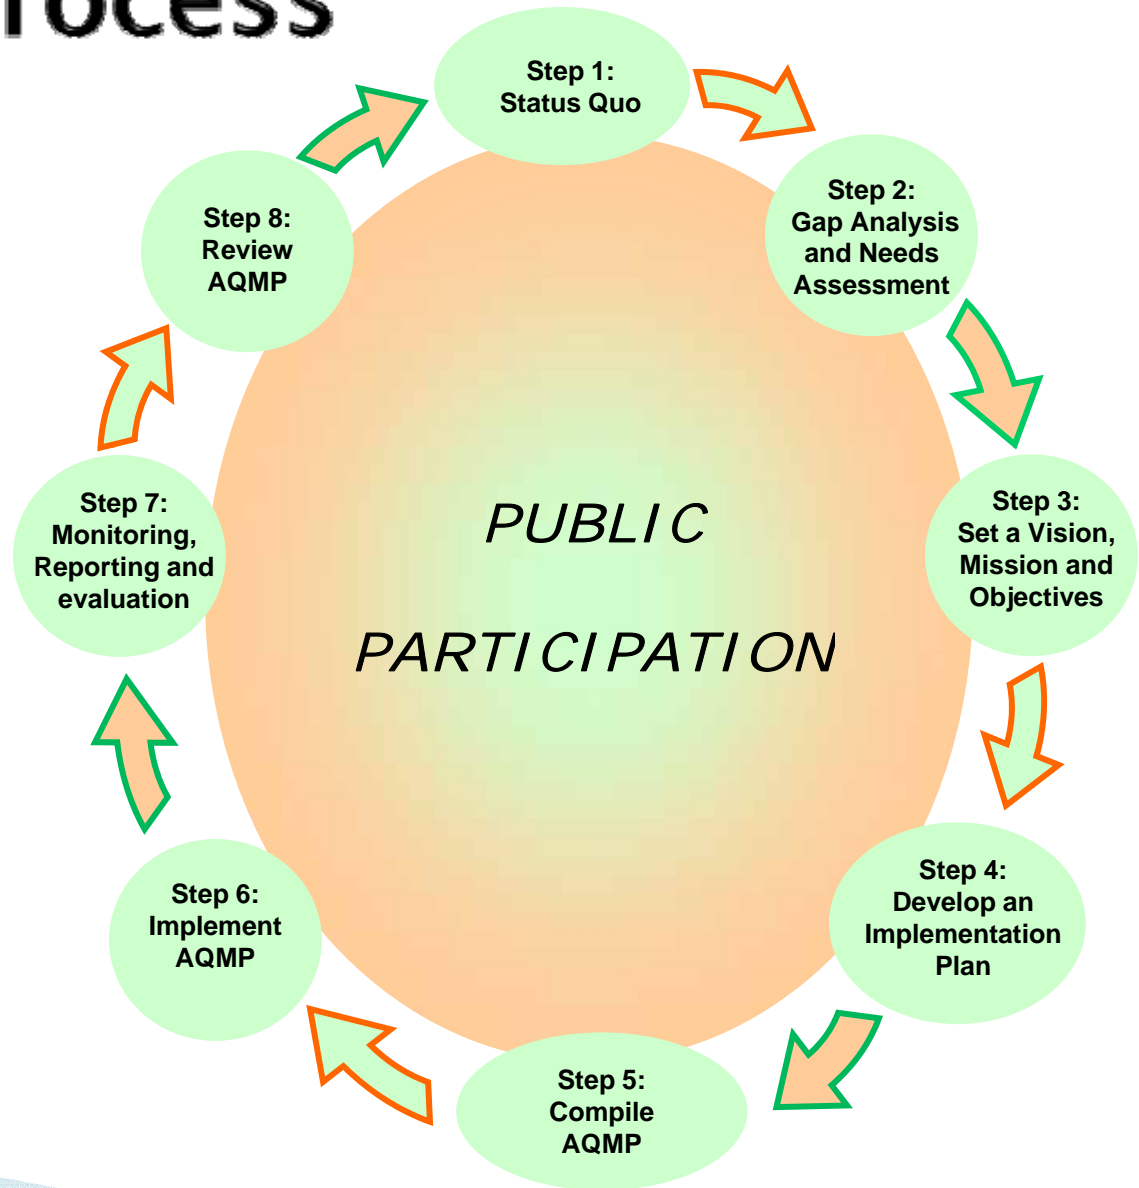 rocess
Step 1:
Status Quo
Step 2:
Gap Analysis
and Needs
Assessment
Step 3:
Set a Vision,
Mission and
Objectives
Step 4:
Develop an
Implementation
Plan
Step 5:
Compile
AQMP
Step 6:
Implement
AQMP
Step 7:
Monitoring,
Reporting and
evaluation
Step 8:
Review
AQMP
PUBLIC
PARTICIPATION